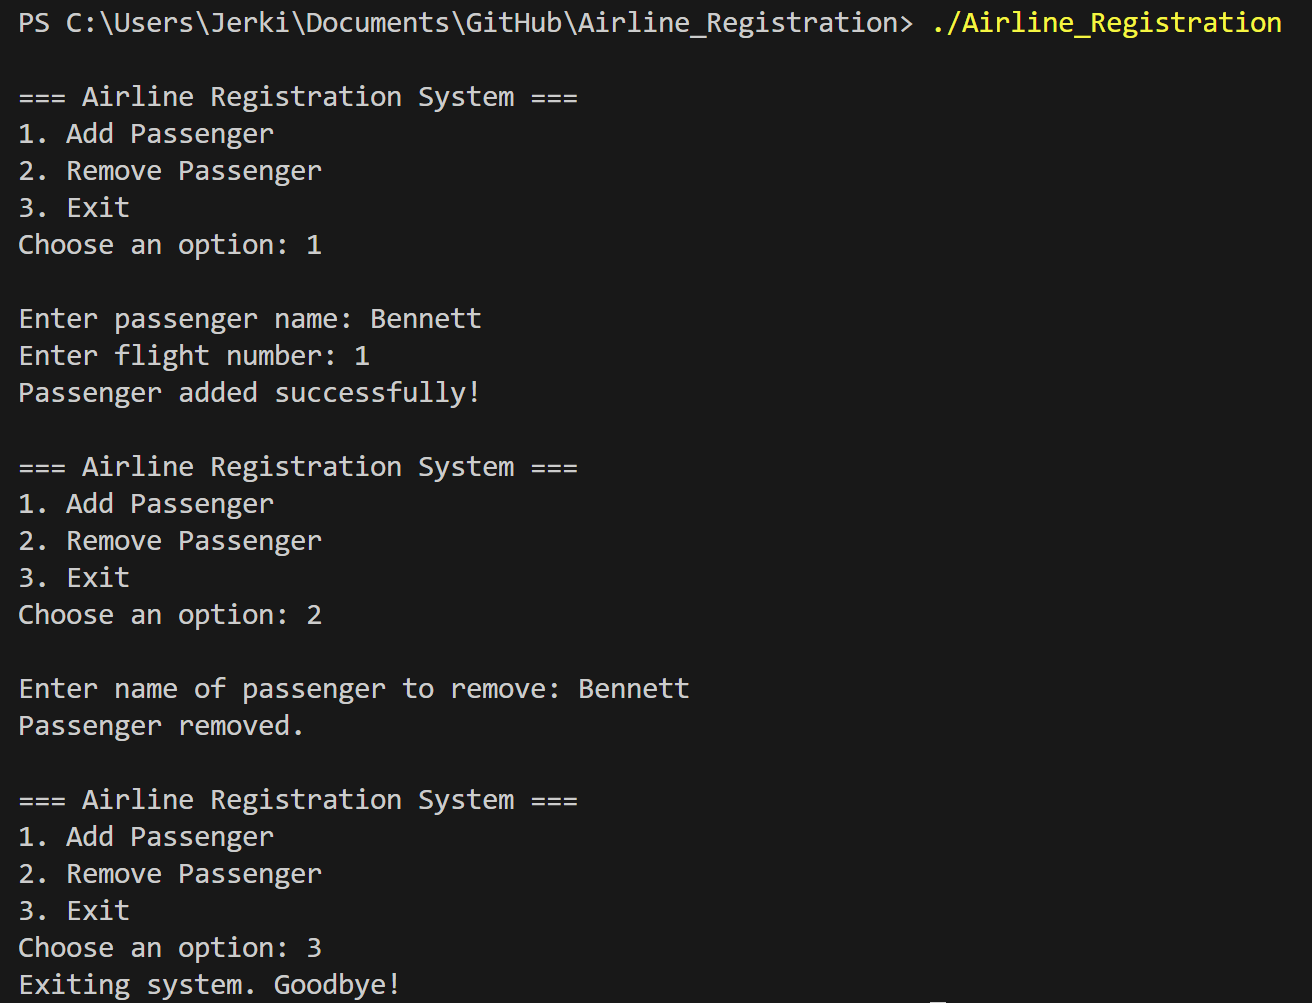 PS C:\Users\Jerki\Documents\GitHub\Airline_Registration> ./Airline_Registration
=== Airline Registration System ===
1. Add Passenger
2. Remove Passenger
3. Exit
Choose an option: 1
Enter passenger name: Bennett
Enter flight number: 1
Passenger added successfully!
=== Airline Registration System ===
1. Add Passenger
2. Remove Passenger
3. Exit
Choose an option: 2
Enter name of passenger to remove: Bennett
Passenger removed.
=== Airline Registration System ===
1. Add Passenger
2. Remove Passenger
3. Exit
Choose an option: 3
Exiting system. Goodbye!